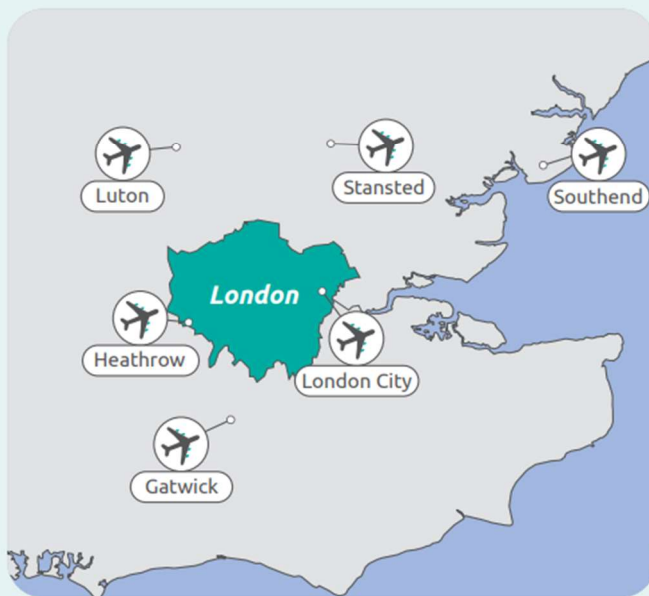 Luton
Stansted
Southend
London
Heathrow
London City
Gatwick